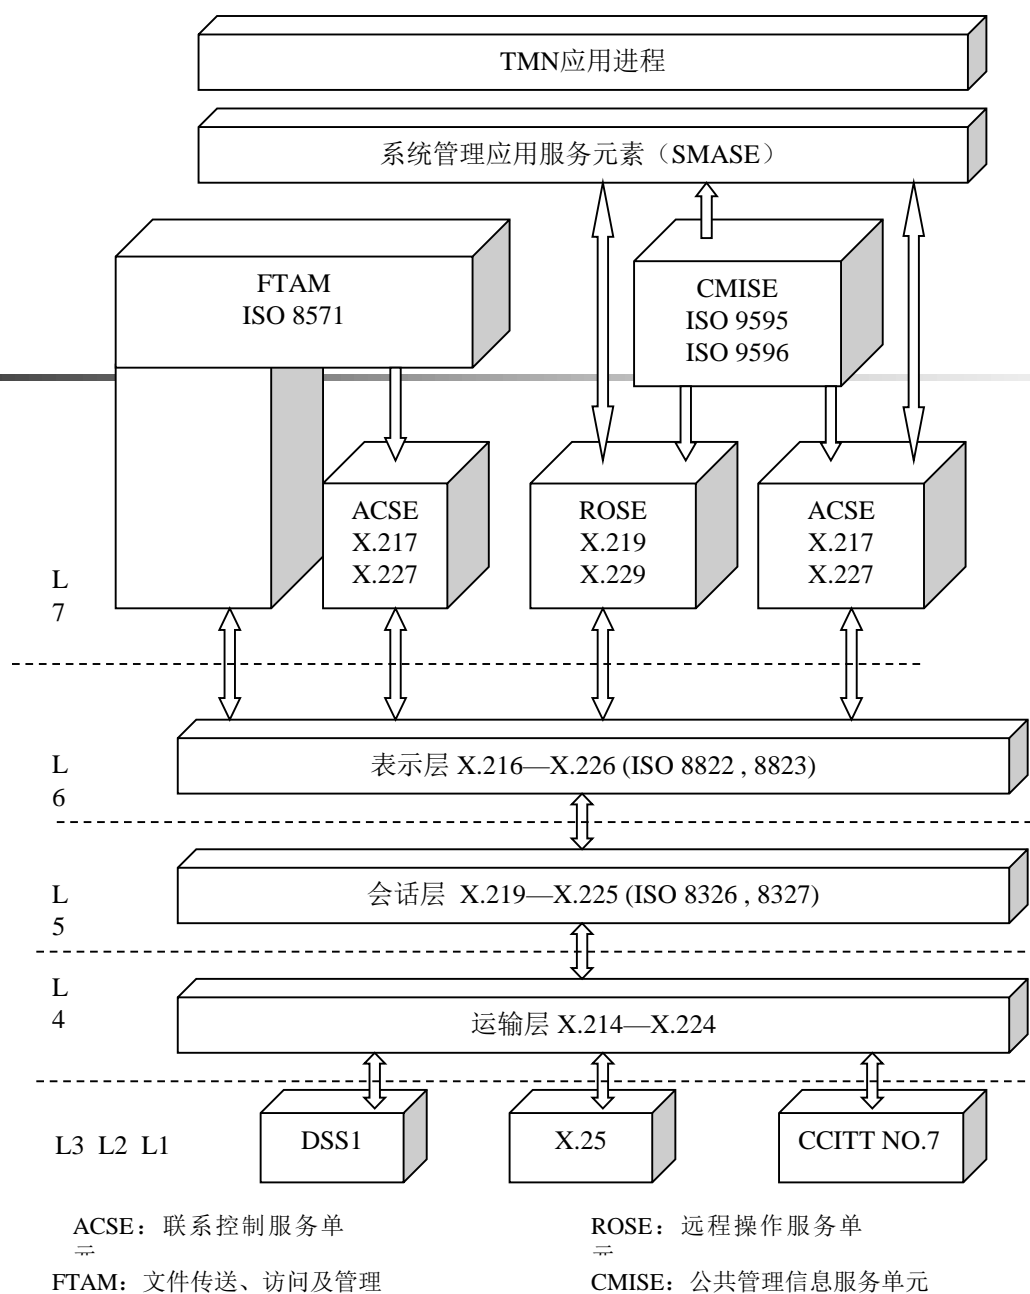 TMN应用进程
系统管理应用服务元素（SMASE）
FTAM
ISO 8571
CMISE
ISO 9595
ISO 9596
ACSE
X.217
X.227
ROSE
X.219
X.229
ACSE
X.217
X.227
L
7
表示层 X.216—X.226 (ISO 8822 , 8823)
L
6
会话层 X.219—X.225 (ISO 8326 , 8327)
L
5
L
4
运输层 X.214—X.224
L3 L2 L1
DSS1
X.25
CCITT NO.7
ACSE：联系控制服务单
元
ROSE：远程操作服务单
元
FTAM：文件传送、访问及管理
CMISE：公共管理信息服务单元